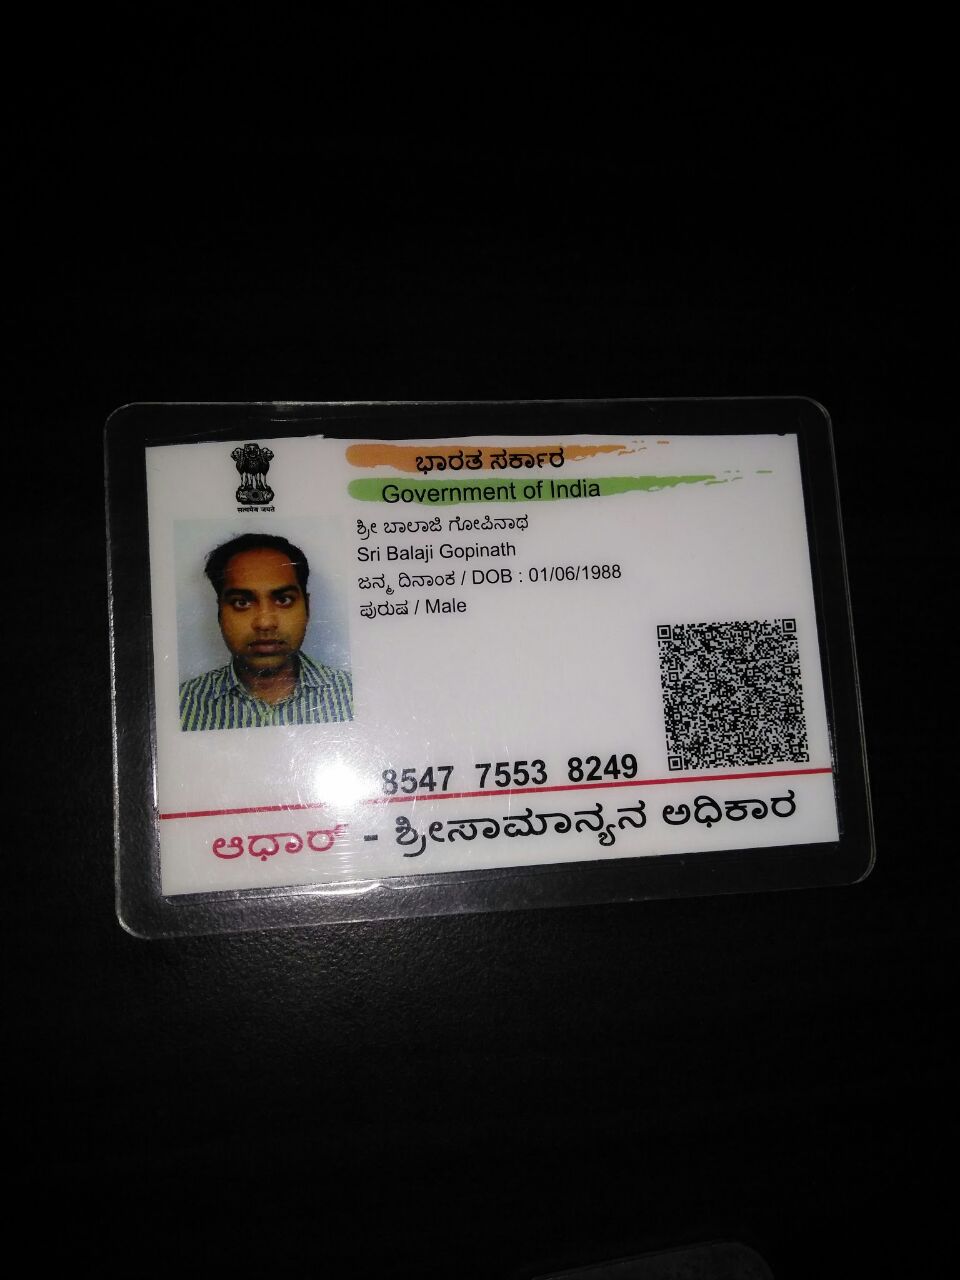 ಭಾರತ ಸರ್ಕಾರ
Government of India
सत्यमेव जयते
ಶ್ರೀ ಬಾಲಾಜಿ ಗೋಪಿನಾಥ
Sri Balaji Gopinath
ಜನ್ಮ ದಿನಾಂಕ / DOB : 01/06/1988
ಪುರುಷ / Male
8547 7553 8249
ಆಧಾರ್ - ಶ್ರೀಸಾಮಾನ್ಯನ ಅಧಿಕಾರ